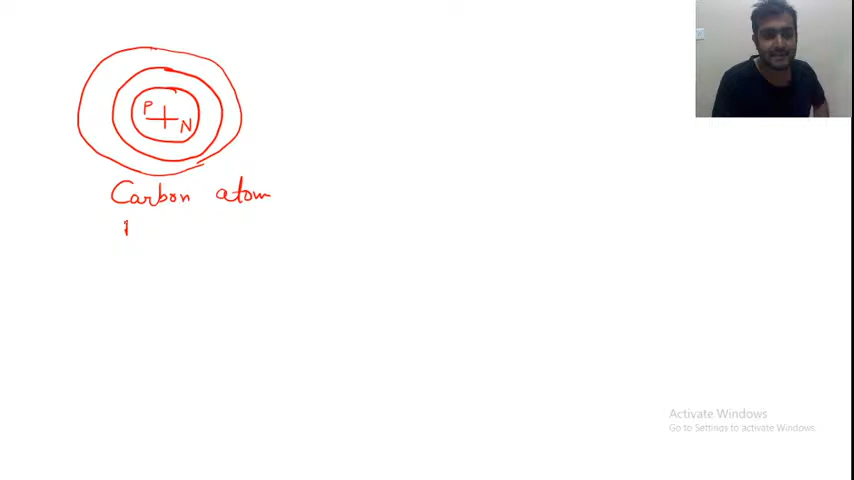 P
+
N
Carbon atom
Activate Windows
Go to Settings to activate Windows.